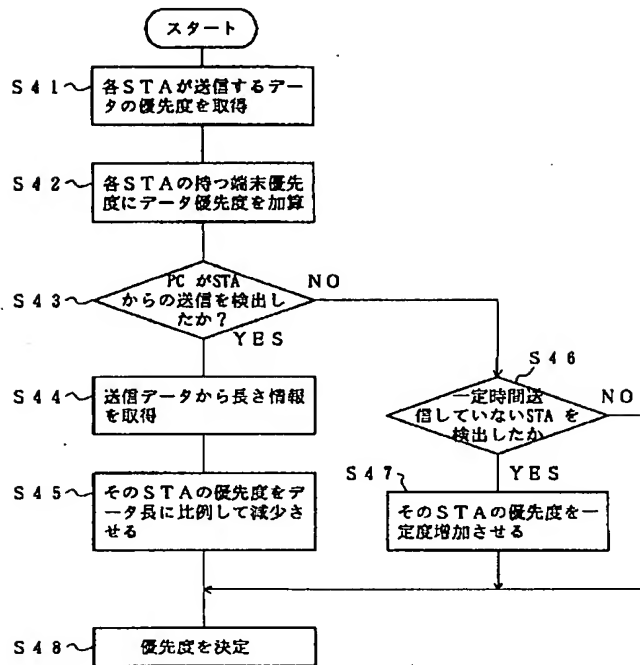 スタート
S41
各STAが送信するデー
タの優先度を取得
S42
各STAの持つ端末優先
度にデータ優先度を加算
S43
PC がSTA
からの送信を検出し
たか?
NO
YES
S44
送信データから長さ情報
を取得
S46
一定時間送
信していないSTA を
検出したか
NO
YES
S45
そのSTAの優先度をデ
ータ長に比例して減少さ
せる
S47
そのSTAの優先度を一
定度増加させる
S48
優先度を決定